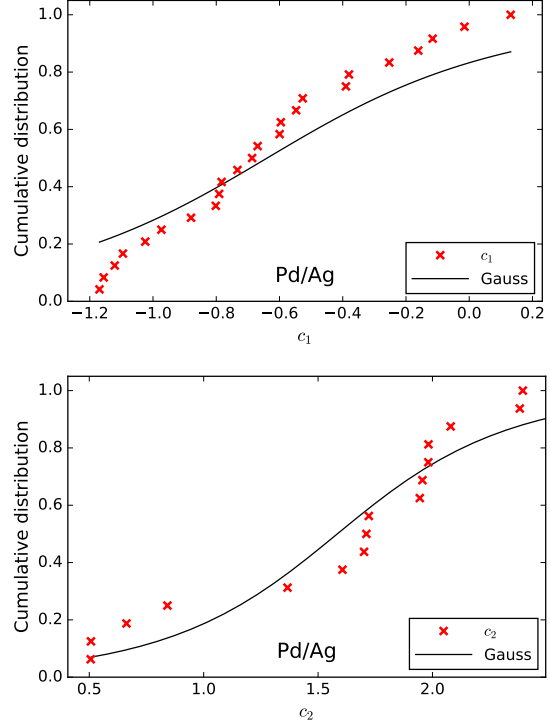 1.0
0.8
0.6
0.4
0.2
0.0
Cumulative distribution
Pd/Ag
c₁
Gauss
−1.2 −1.0 −0.8 −0.6 −0.4 −0.2 0.0 0.2
c₁
1.0
0.8
0.6
0.4
0.2
0.0
Cumulative distribution
Pd/Ag
c₂
Gauss
0.5 1.0 1.5 2.0
c₂